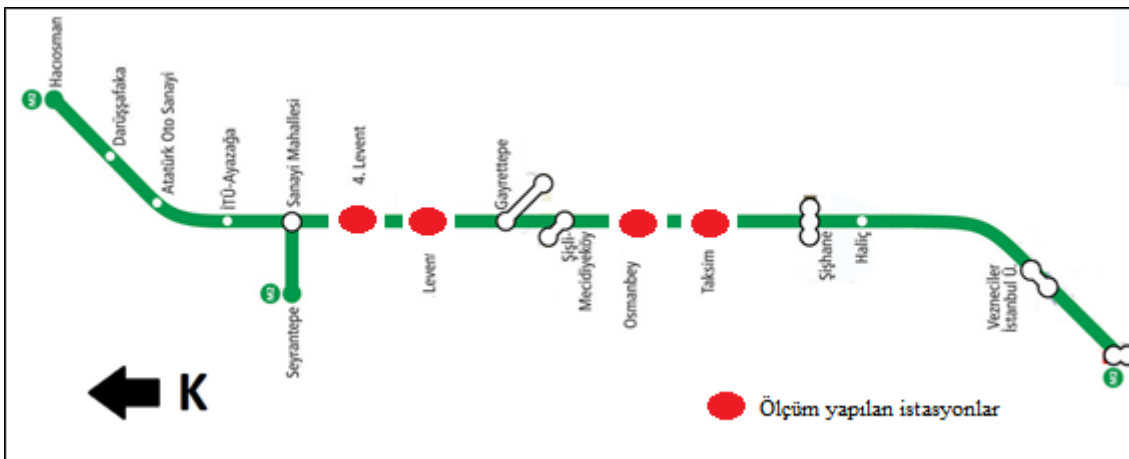 M2
Hacıosman
Darüşşafaka
Atatürk Oto Sanayi
İTÜ-Ayazağa
Sanayi Mahallesi
M2
Seyrantepe
4. Levent
Levent
Gayrettepe
Şişli-
Mecidiyeköy
Osmanbey
Taksim
Şişhane
Haliç
Vezneciler
İstanbul Ü.
M2
K
Ölçüm yapılan istasyonlar